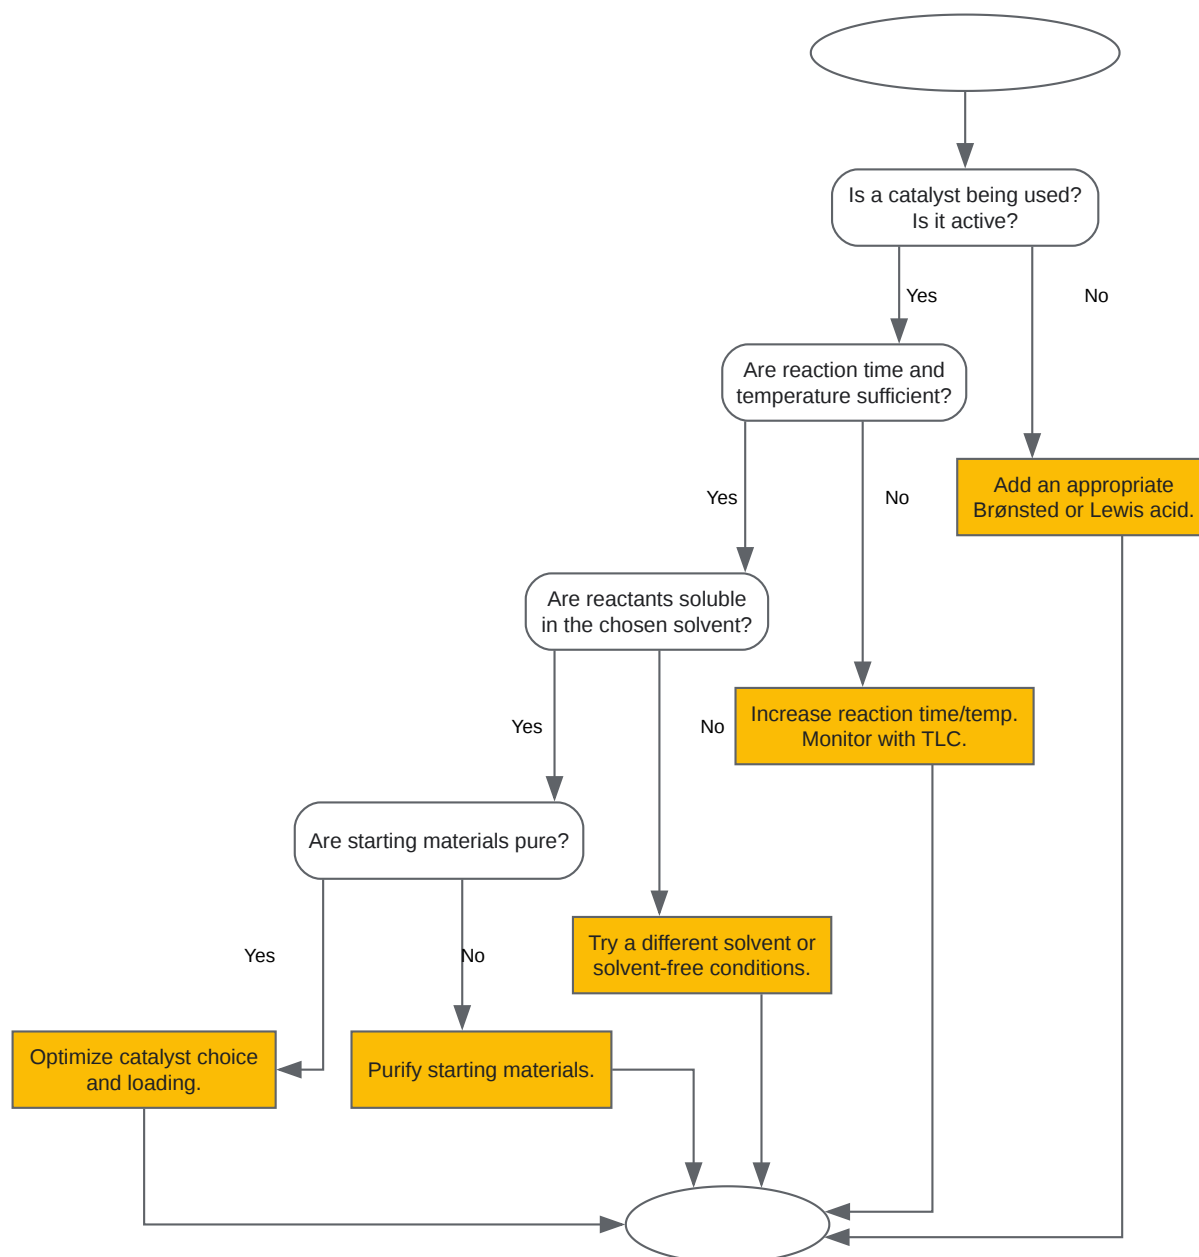 Is a catalyst being used?
Is it active?
Yes
No
Are reaction time and
temperature sufficient?
Yes
No
Add an appropriate
Brønsted or Lewis acid.
Are reactants soluble
in the chosen solvent?
Yes
No
Increase reaction time/temp.
Monitor with TLC.
Are starting materials pure?
Yes
No
Try a different solvent or
solvent-free conditions.
Optimize catalyst choice
and loading.
Purify starting materials.